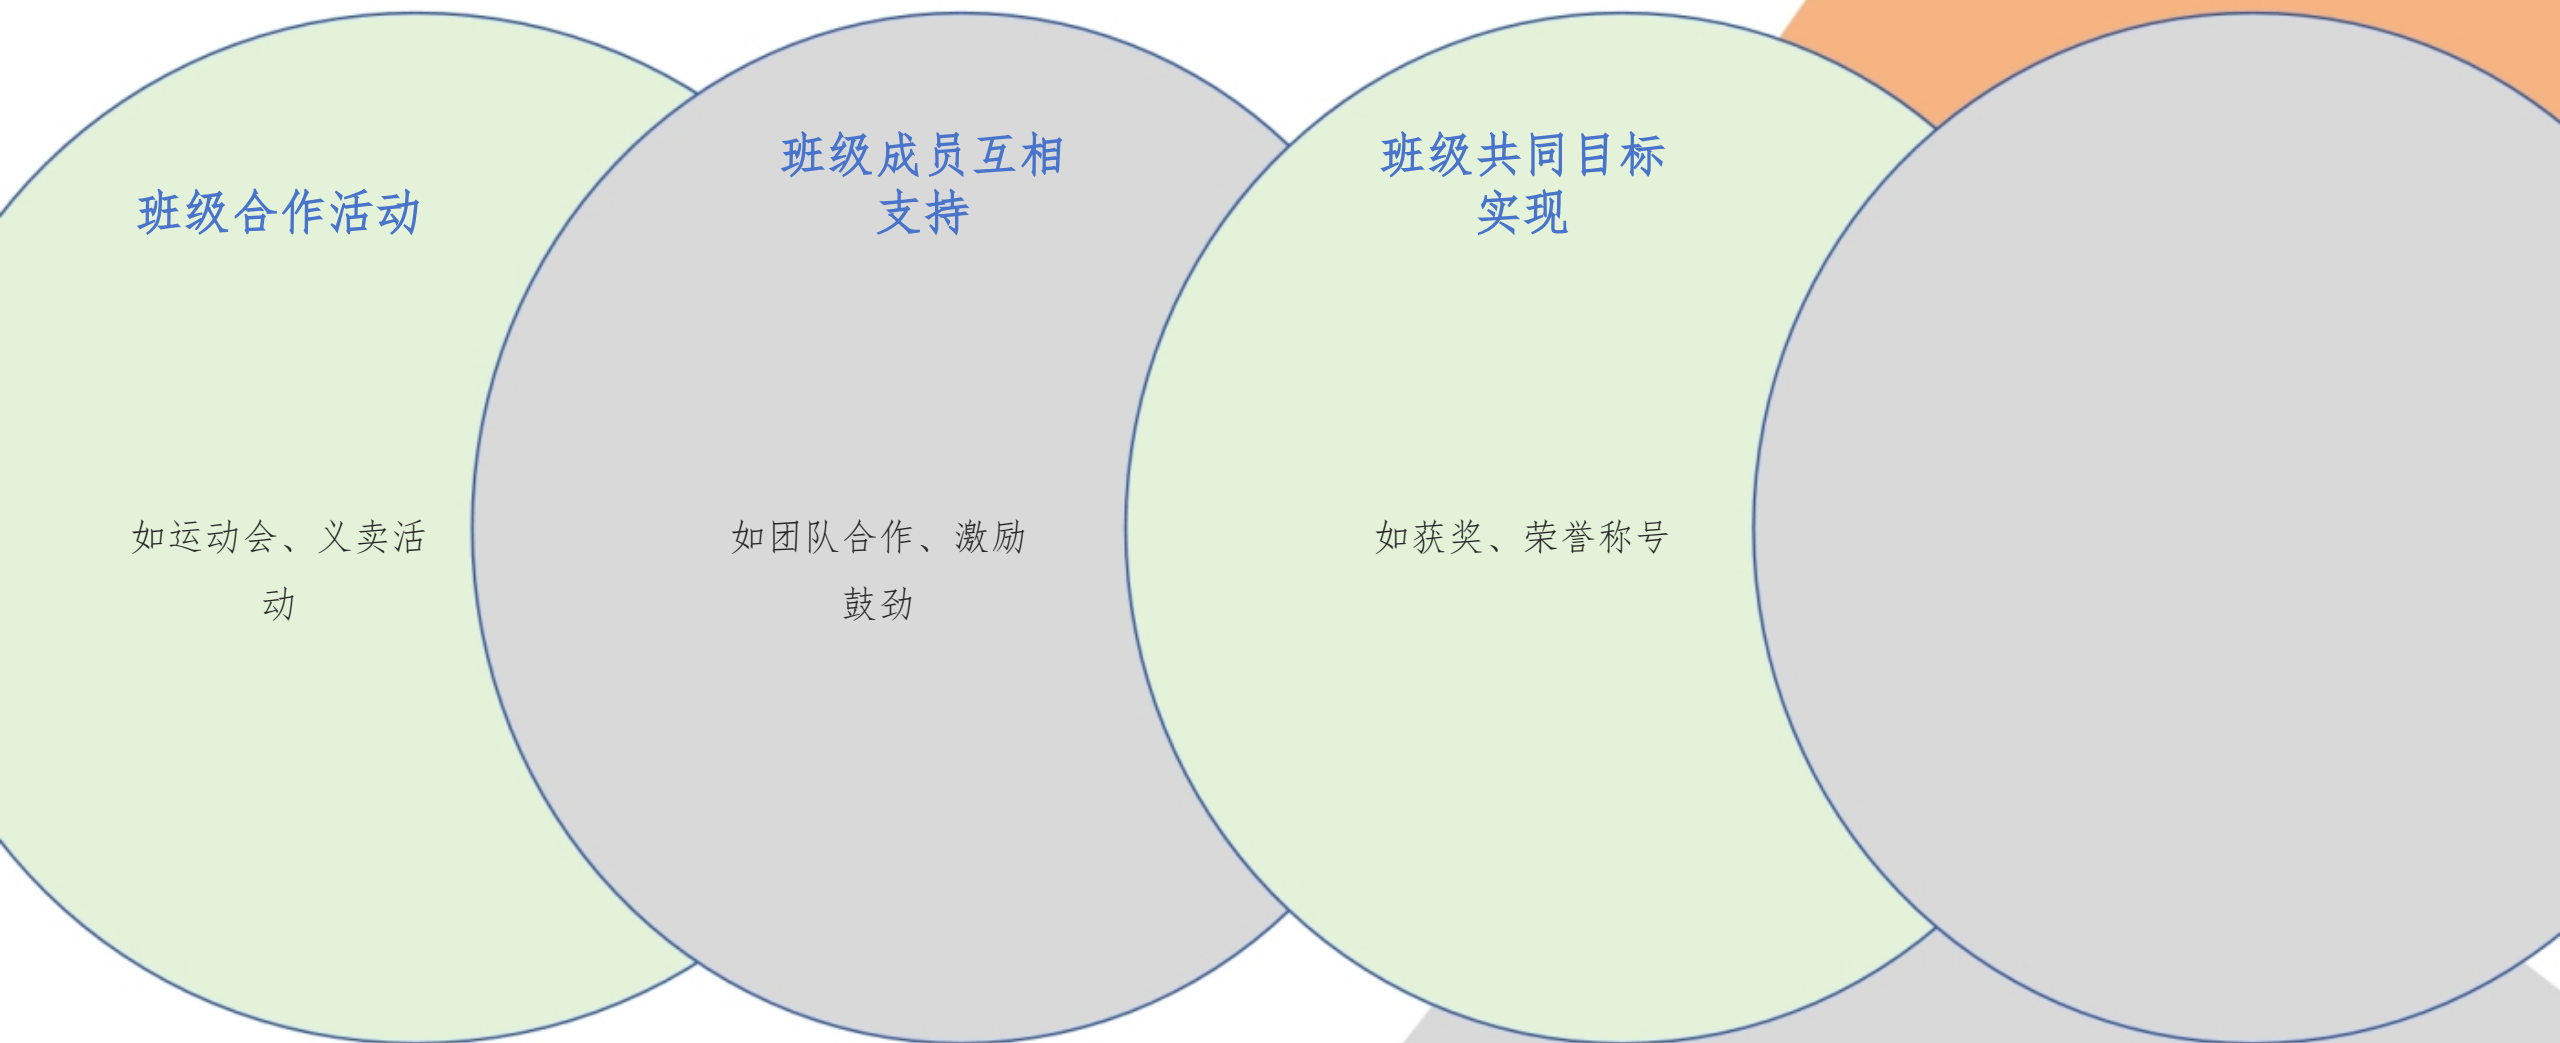 班级合作活动
如运动会、义卖活
动
班级成员互相
支持
如团队合作、激励
鼓劲
班级共同目标
实现
如获奖、荣誉称号